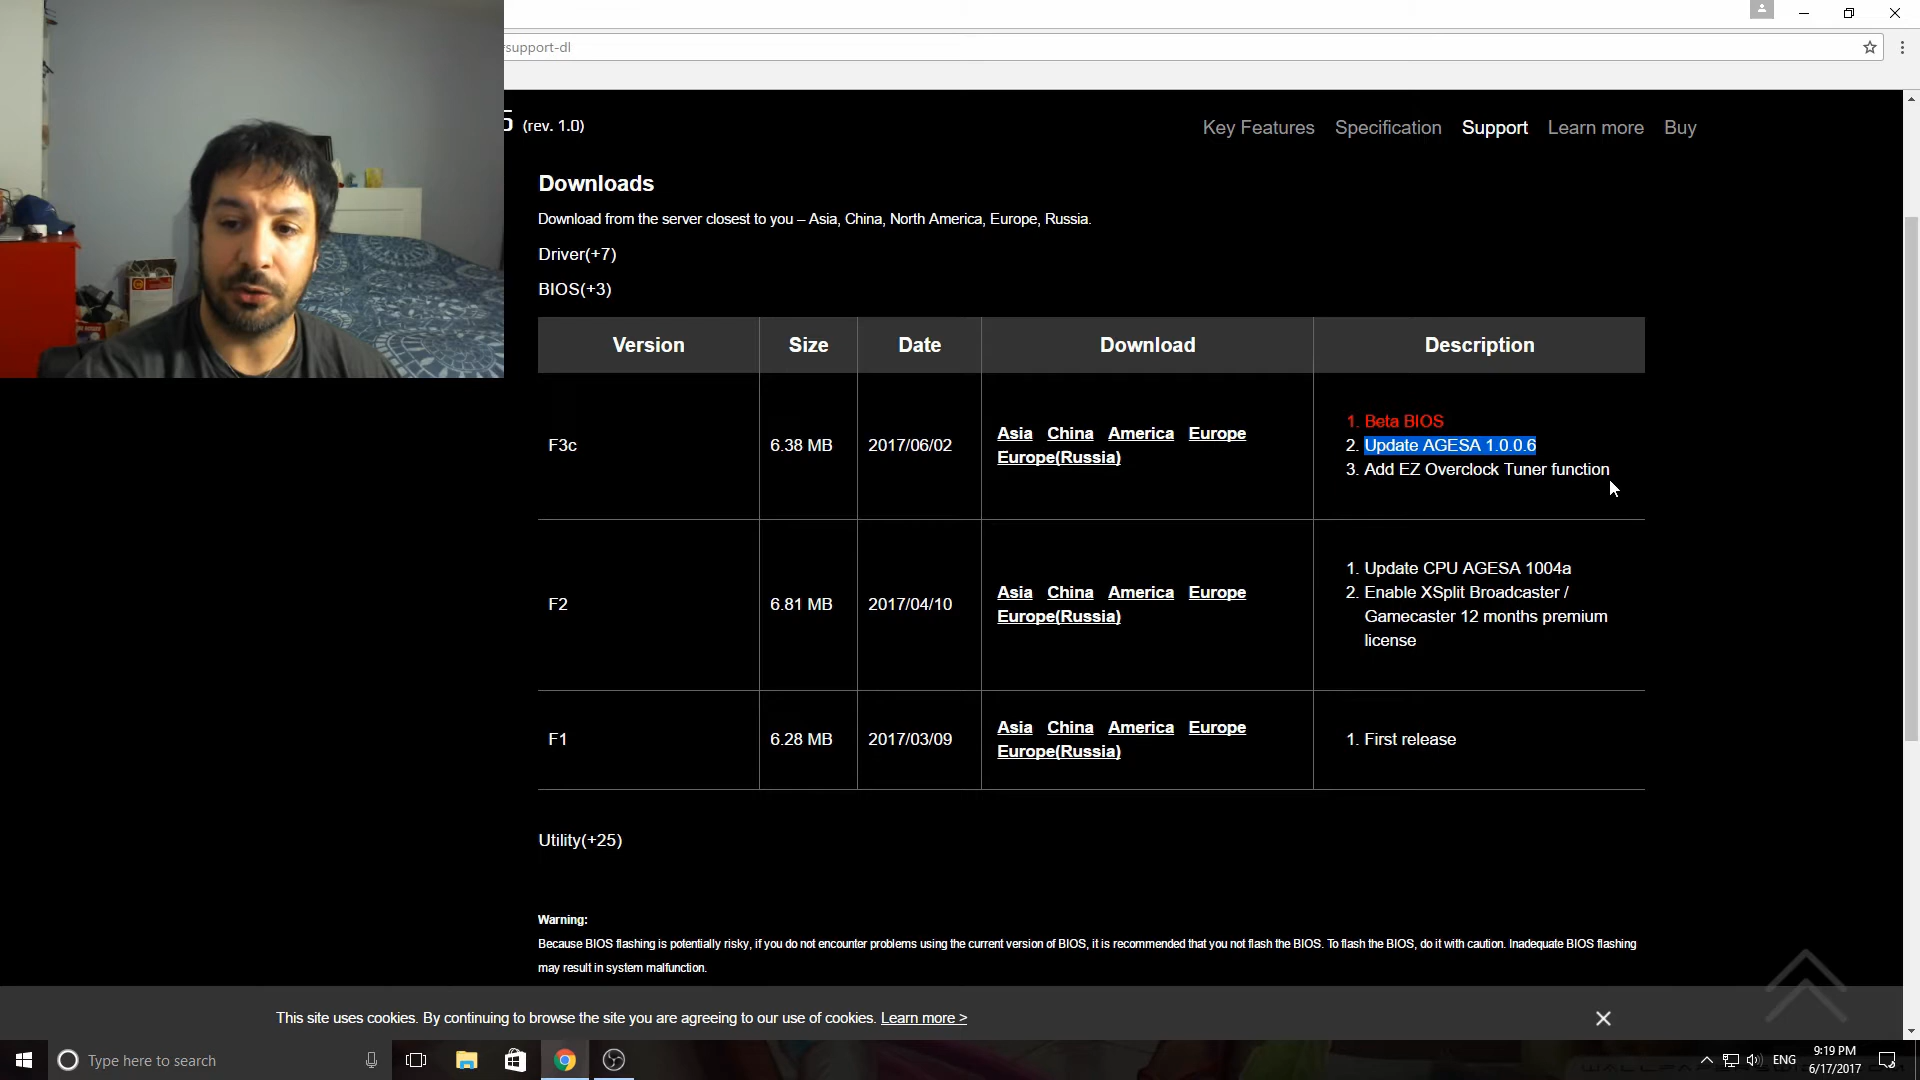 support-dl
5 (rev. 1.0)
Key Features Specification Support Learn more Buy
Downloads
Download from the server closest to you – Asia, China, North America, Europe, Russia.
Driver(+7)
BIOS(+3)
Version Size Date Download Description
F3c 6.38 MB 2017/06/02
Asia China America Europe
Europe(Russia)
1. Beta BIOS
2. Update AGESA 1.0.0.6
3. Add EZ Overclock Tuner function
F2 6.81 MB 2017/04/10
Asia China America Europe
Europe(Russia)
1. Update CPU AGESA 1004a
2. Enable XSplit Broadcaster /
Gamecaster 12 months premium
license
F1 6.28 MB 2017/03/09
Asia China America Europe
Europe(Russia)
1. First release
Utility(+25)
Warning:
Because BIOS flashing is potentially risky, if you do not encounter problems using the current version of BIOS, it is recommended that you not flash the BIOS. To flash the BIOS, do it with caution. Inadequate BIOS flashing
may result in system malfunction.
This site uses cookies. By continuing to browse the site you are agreeing to our use of cookies. Learn more >
Type here to search
ENG
9:19 PM
6/17/2017